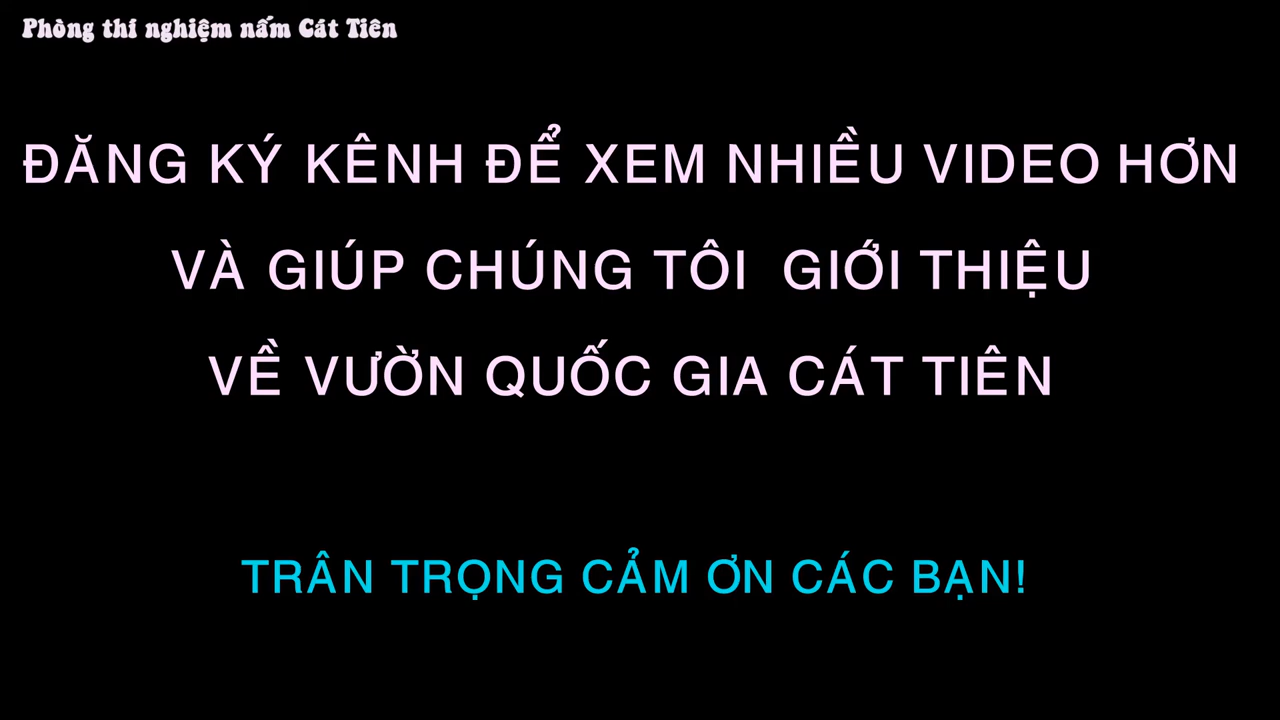 Phòng thí nghiệm nấm Cát Tiên
ĐĂNG KÝ KÊNH ĐỂ XEM NHIỀU VIDEO HƠN
VÀ GIÚP CHÚNG TÔI GIỚI THIỆU
VỀ VƯỜN QUỐC GIA CÁT TIÊN
TRÂN TRỌNG CẢM ƠN CÁC BẠN!